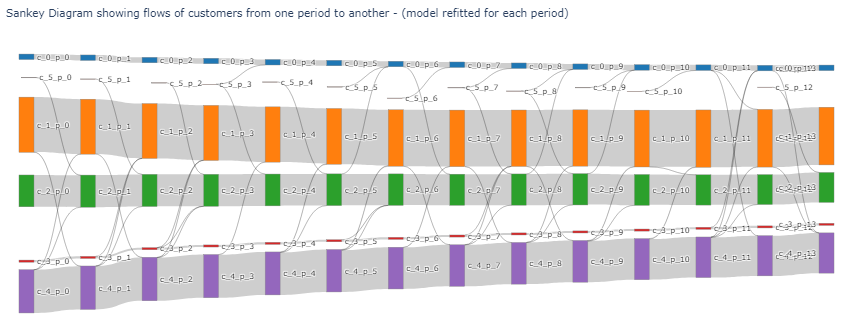 Sankey Diagram showing flows of customers from one period to another - (model refitted for each period)
c_0_p_0 c_0_p_1 c_0_p_2 c_0_p_3 c_0_p_4 c_0_p_5 c_0_p_6 c_0_p_7 c_0_p_8 c_0_p_9 c_0_p_10 c_0_p_11 c_0_p_13
c_5_p_0 c_5_p_1 c_5_p_2 c_5_p_3 c_5_p_4 c_5_p_5 c_5_p_6 c_5_p_7 c_5_p_8 c_5_p_9 c_5_p_10 c_5_p_12
c_1_p_0 c_1_p_1 c_1_p_2 c_1_p_3 c_1_p_4 c_1_p_5 c_1_p_6 c_1_p_7 c_1_p_8 c_1_p_9 c_1_p_10 c_1_p_11 c_1_p_13
c_2_p_0 c_2_p_1 c_2_p_2 c_2_p_3 c_2_p_4 c_2_p_5 c_2_p_6 c_2_p_7 c_2_p_8 c_2_p_9 c_2_p_10 c_2_p_11 c_2_p_13
c_3_p_0 c_3_p_1 c_3_p_2 c_3_p_3 c_3_p_4 c_3_p_5 c_3_p_6 c_3_p_7 c_3_p_8 c_3_p_9 c_3_p_10 c_3_p_11 c_3_p_13
c_4_p_0 c_4_p_1 c_4_p_2 c_4_p_3 c_4_p_4 c_4_p_5 c_4_p_6 c_4_p_7 c_4_p_8 c_4_p_9 c_4_p_10 c_4_p_11 c_4_p_13